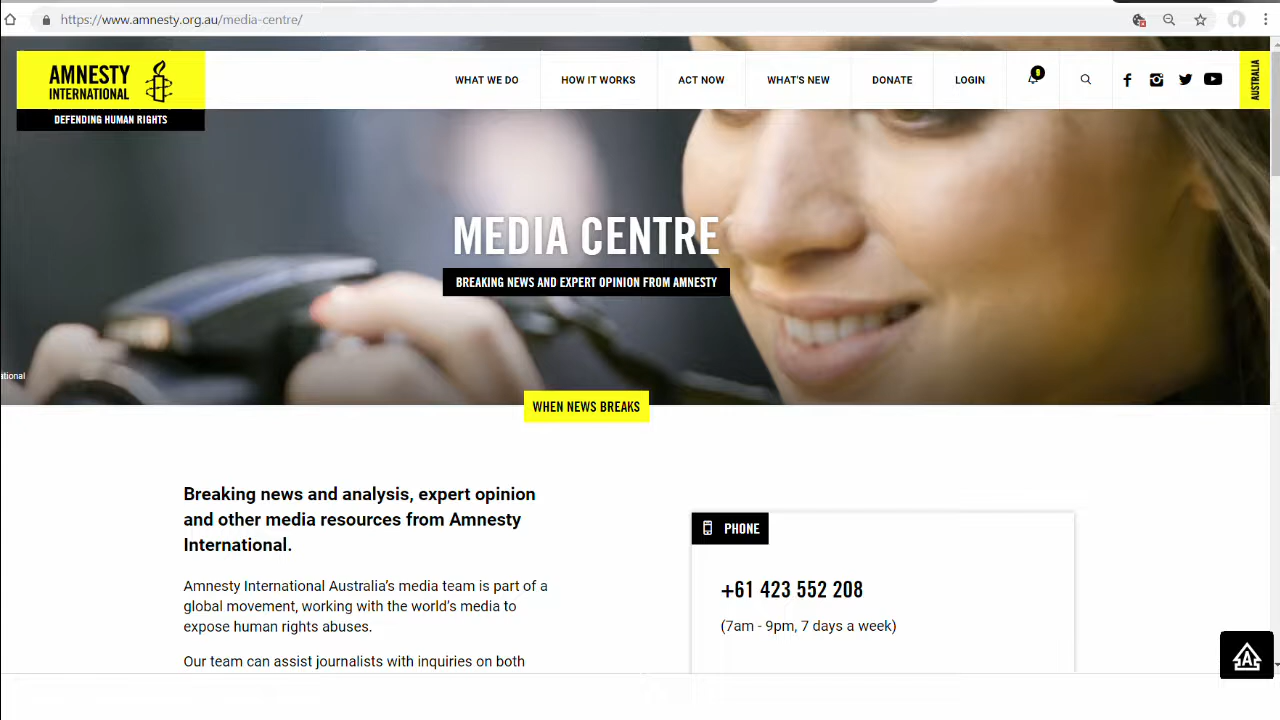 https://www.amnesty.org.au/media-centre/
AMNESTY
INTERNATIONAL
DEFENDING HUMAN RIGHTS
WHAT WE DO
HOW IT WORKS
ACT NOW
WHAT'S NEW
DONATE
LOGIN
AUSTRALIA
MEDIA CENTRE
BREAKING NEWS AND EXPERT OPINION FROM AMNESTY
ational
WHEN NEWS BREAKS
Breaking news and analysis, expert opinion
and other media resources from Amnesty
International.
Amnesty International Australia's media team is part of a
global movement, working with the world's media to
expose human rights abuses.
Our team can assist journalists with inquiries on both
PHONE
+61 423 552 208
(7am - 9pm, 7 days a week)
A